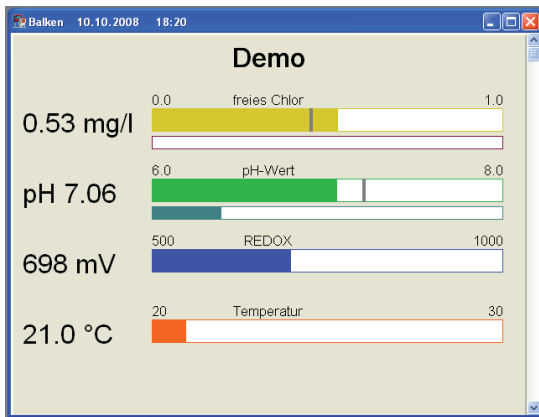 Balken 10.10.2008 18:20
Demo
0.0 freies Chlor 1.0
0.53 mg/l
6.0 pH-Wert 8.0
pH 7.06
500 REDOX 1000
698 mV
20 Temperatur 30
21.0 °C